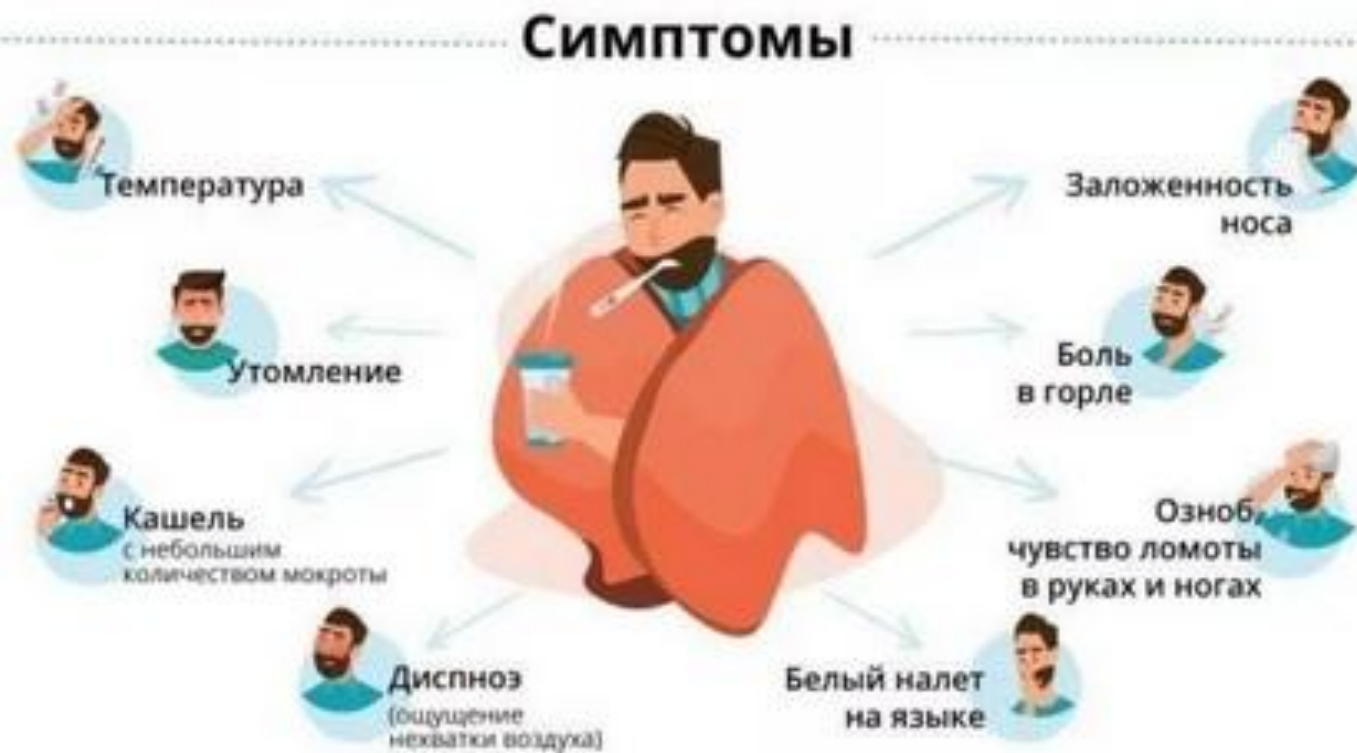 Симптомы
Температура
Заложенность
носа
Утомление
Боль
в горле
Кашель
с небольшим
количеством мокроты
Озноб,
чувство ломоты
в руках и ногах
Диспноэ
(ощущение
нехватки воздуха)
Белый налет
на языке